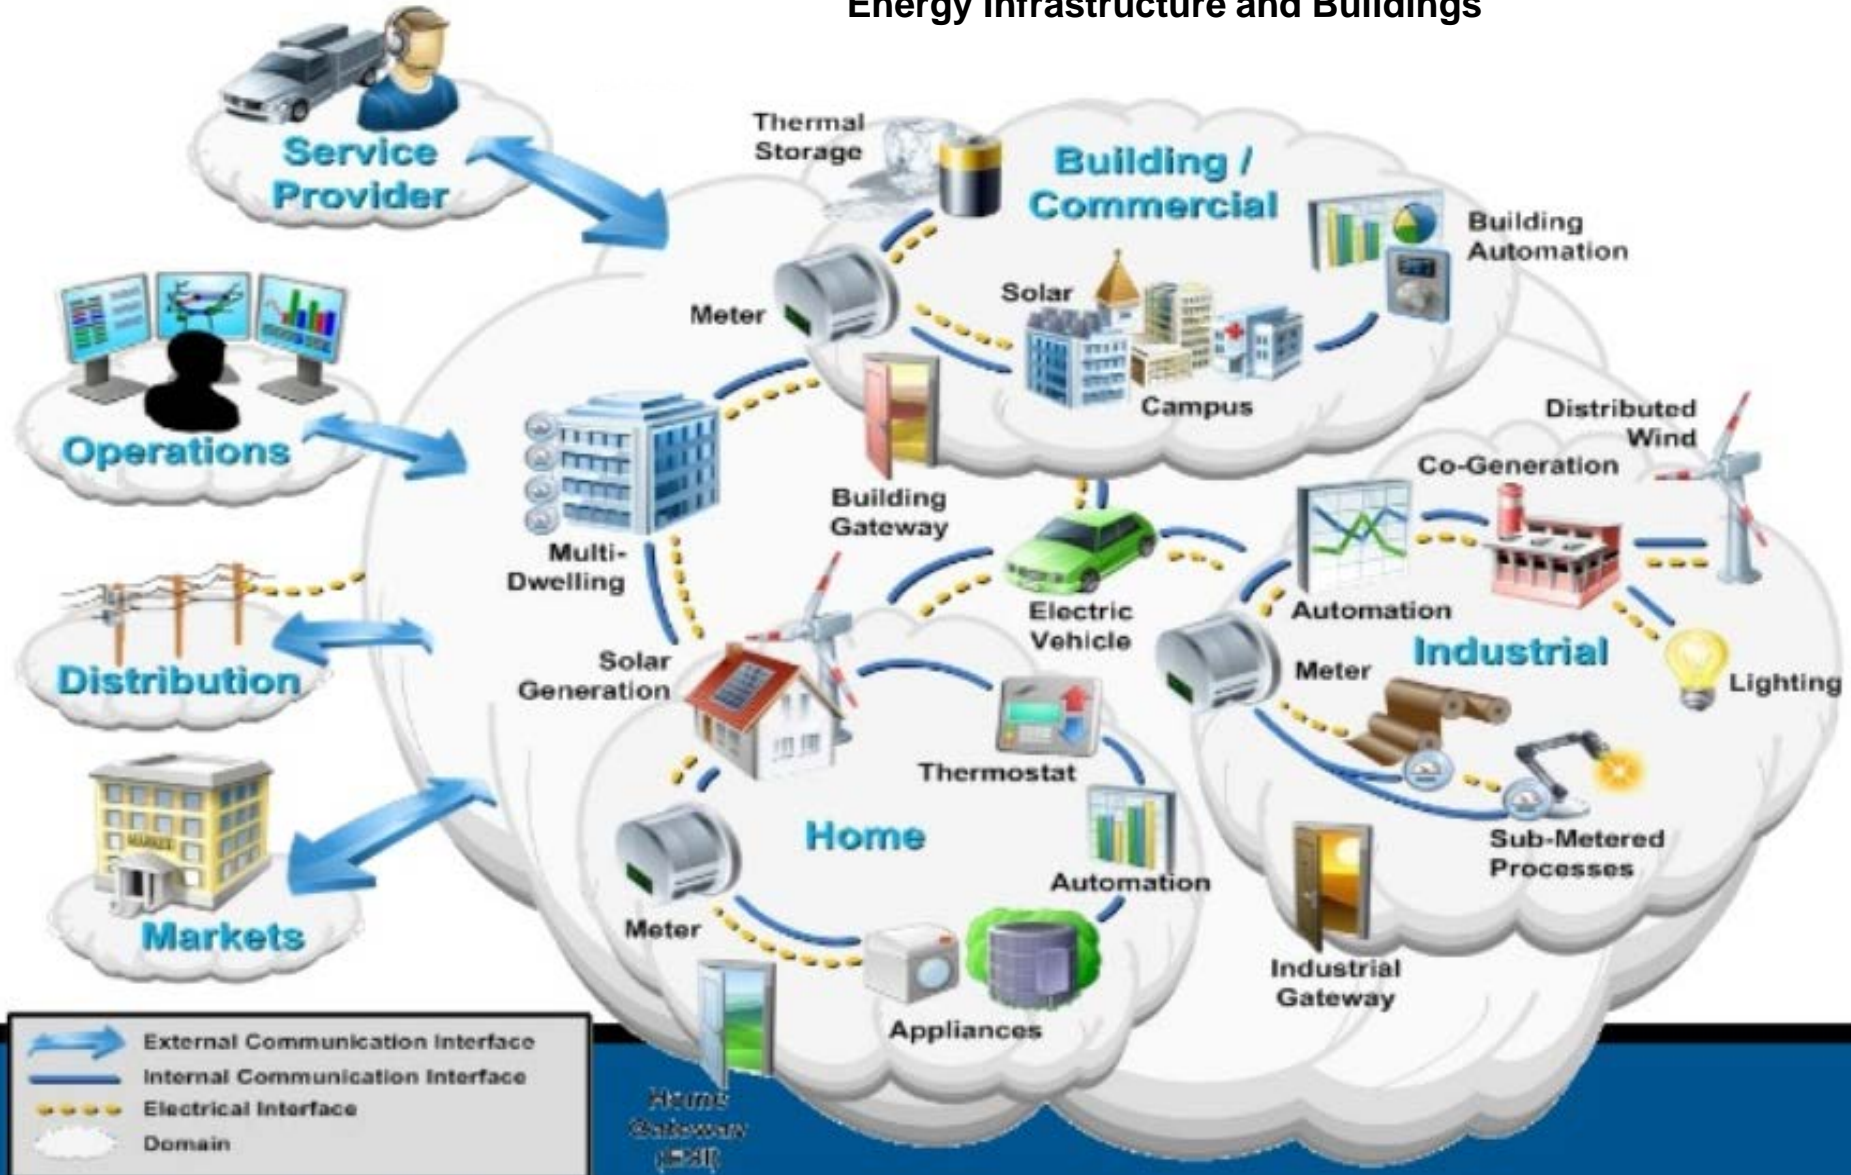 Energy Infrastructure and Buildings
Service
Provider
Thermal
Storage
Building /
Commercial
Building
Automation
Meter
Solar
Campus
Operations
Multi-
Dwelling
Building
Gateway
Electric
Vehicle
Distributed
Wind
Co-Generation
Automation
Industrial
Meter
Lighting
Sub-Metered
Processes
Industrial
Gateway
Distribution
Solar
Generation
Thermostat
Home
Automation
Meter
Appliances
Home
Gateway
(ESI)
Markets
MARKET
External Communication Interface
Internal Communication Interface
Electrical Interface
Domain